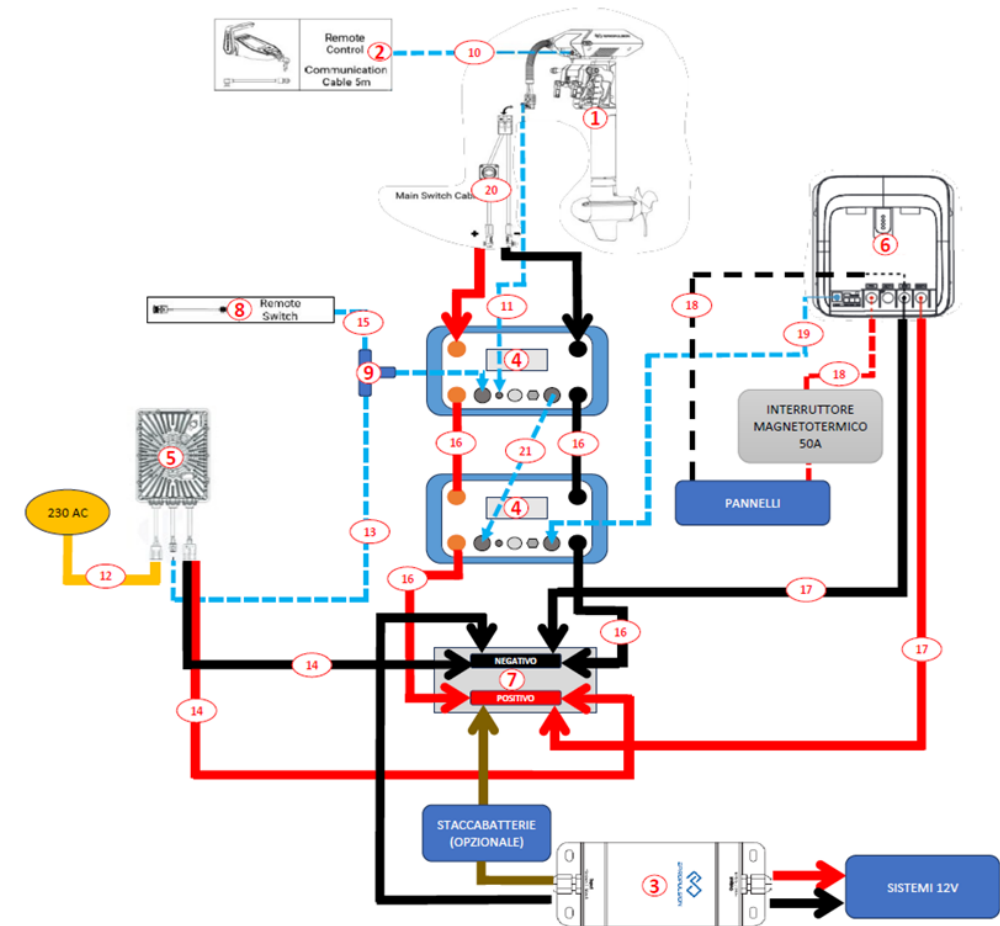 Remote
Control
2
Communication
Cable 5m
10
1
20
Main Switch Cab
+
-
6
18
11
19
8
Remote
Switch
15
4
9
18
INTERRUTTORE
MAGNETOTERMICO
50A
16
21
16
5
PANNELLI
4
230 AC
13
12
16
17
16
14
NEGATIVO
7
POSITIVO
17
14
STACCABATTERIE
(OPZIONALE)
3
SISTEMI 12V